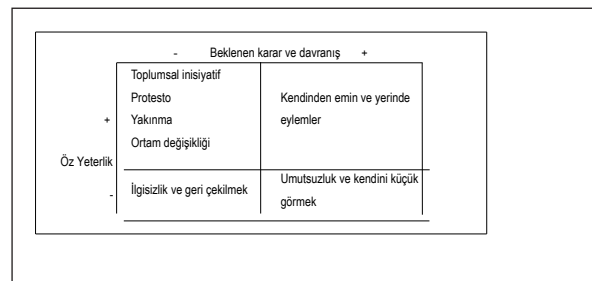 - Beklenen karar ve davranış +
Toplumsal inisiyatif
Protesto
Kendinden emin ve yerinde
+ Yakınma
eylemler
Ortam değişikliği
Öz Yeterlik
Umutsuzluk ve kendini küçük
- İlgisizlik ve geri çekilmek
görmek